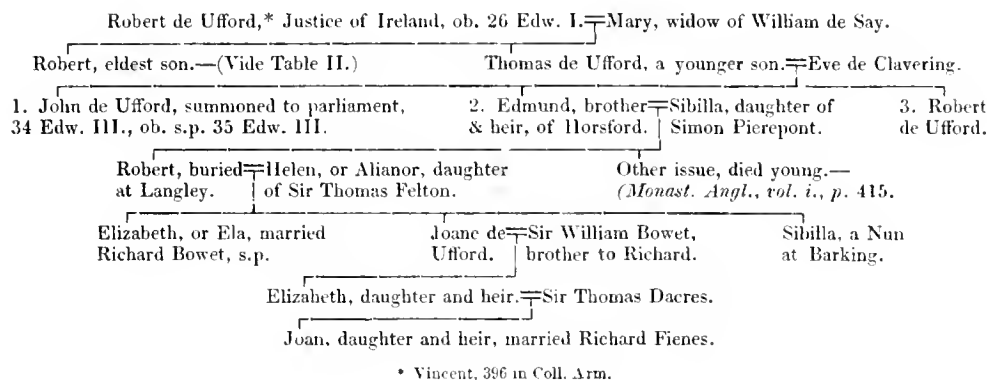 Robert de Ufford,* Justice of Ireland, ob. 26 Edw. I.=Mary, widow of William de Say.
Robert, eldest son.—(Vide Table II.) Thomas de Ufford, a younger son.=Eve de Clavering.
1. John de Ufford, summoned to parliament, 2. Edmund, brother=Sibilla, daughter of 3. Robert
34 Edw. III., ob. s.p. 35 Edw. III. & heir, of Horsford. Simon Pierepont. de Ufford.
Robert, buried=Helen, or Alianor, daughter Other issue, died young.—
at Langley. of Sir Thomas Felton. (Monast. Angl., vol. i., p. 415.
Elizabeth, or Ela, married Joane de=Sir William Bowet, Sibilla, a Nun
Richard Bowet, s.p. Ufford. brother to Richard. at Barking.
Elizabeth, daughter and heir.=Sir Thomas Dacres.
Joan, daughter and heir, married Richard Fienes.
* Vincent, 396 in Coll. Arm.